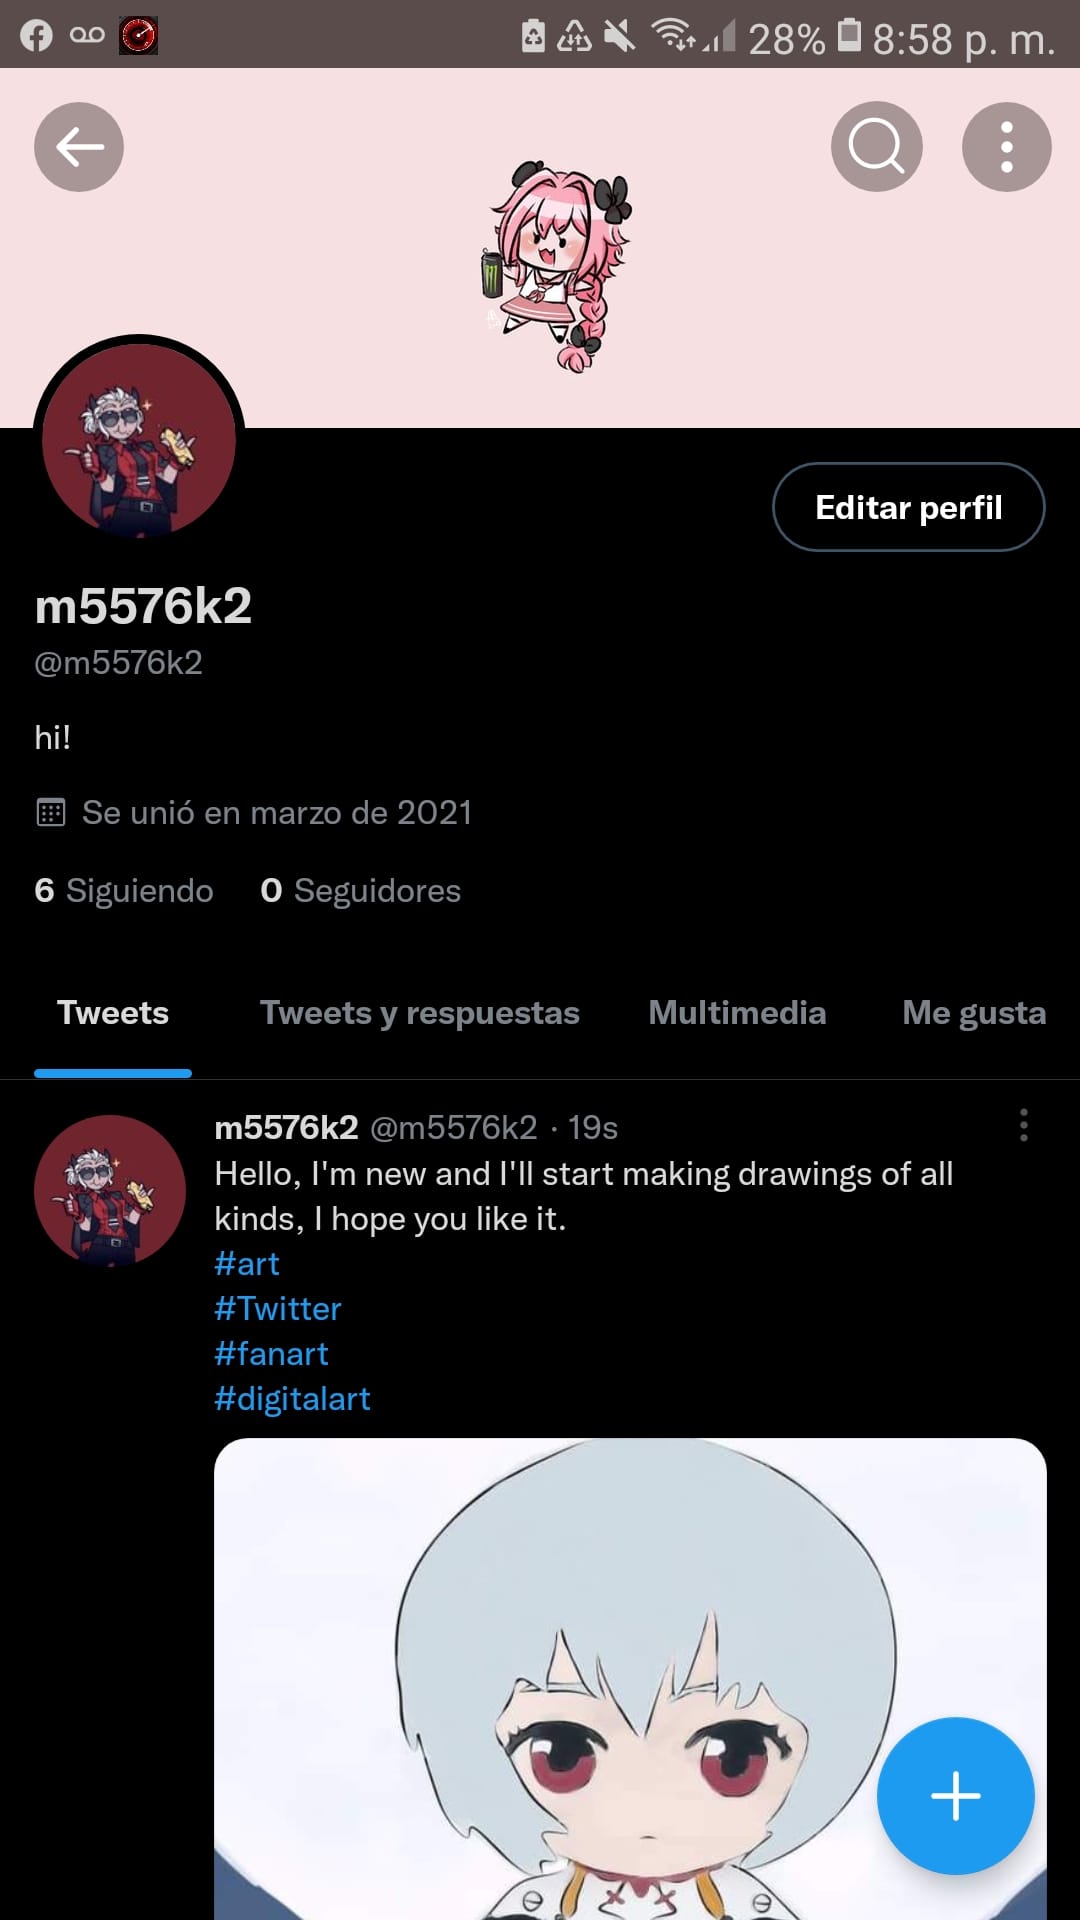 28% 8:58 p. m.
Editar perfil
m5576k2
@m5576k2
hi!
Se unió en marzo de 2021
6 Siguiendo 0 Seguidores
Tweets Tweets y respuestas Multimedia Me gusta
m5576k2 @m5576k2 · 19s
Hello, I'm new and I'll start making drawings of all
kinds, I hope you like it.
#art
#Twitter
#fanart
#digitalart